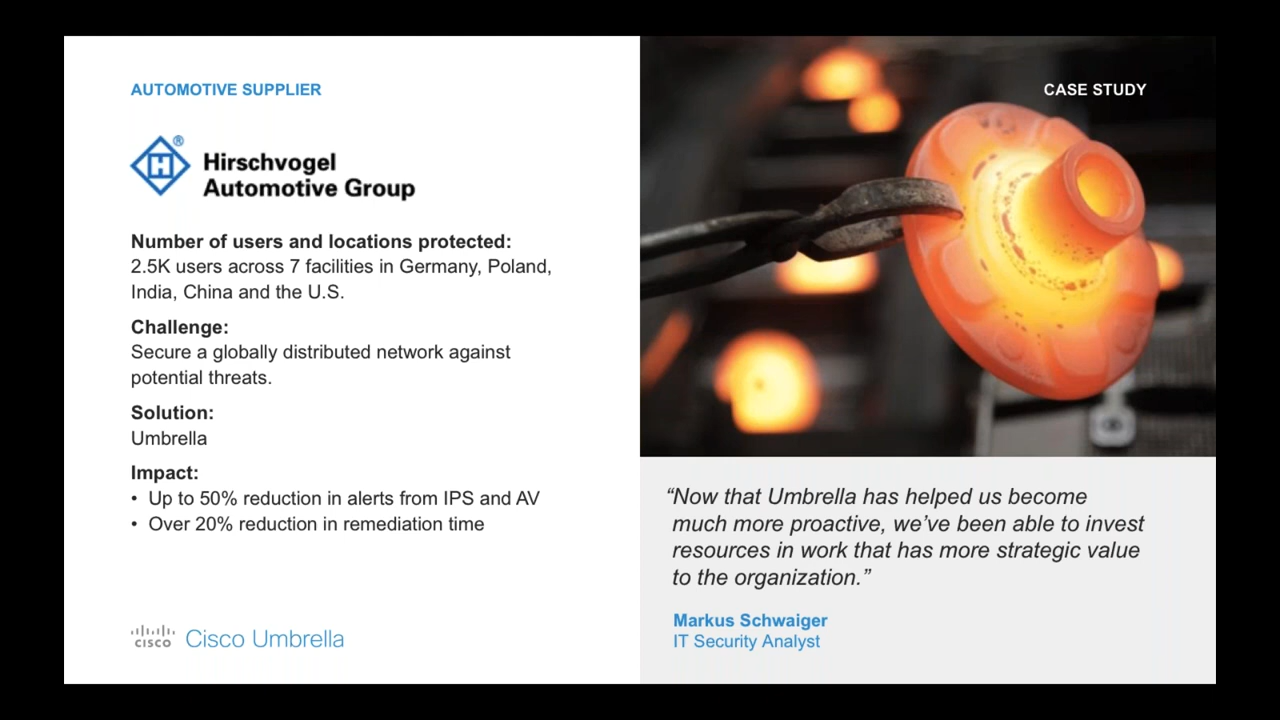 AUTOMOTIVE SUPPLIER
H
®
Hirschvogel
Automotive Group
Number of users and locations protected:
2.5K users across 7 facilities in Germany, Poland,
India, China and the U.S.
Challenge:
Secure a globally distributed network against
potential threats.
Solution:
Umbrella
Impact:
• Up to 50% reduction in alerts from IPS and AV
• Over 20% reduction in remediation time
CISCO Cisco Umbrella
CASE STUDY
“Now that Umbrella has helped us become
much more proactive, we’ve been able to invest
resources in work that has more strategic value
to the organization.”
Markus Schwaiger
IT Security Analyst